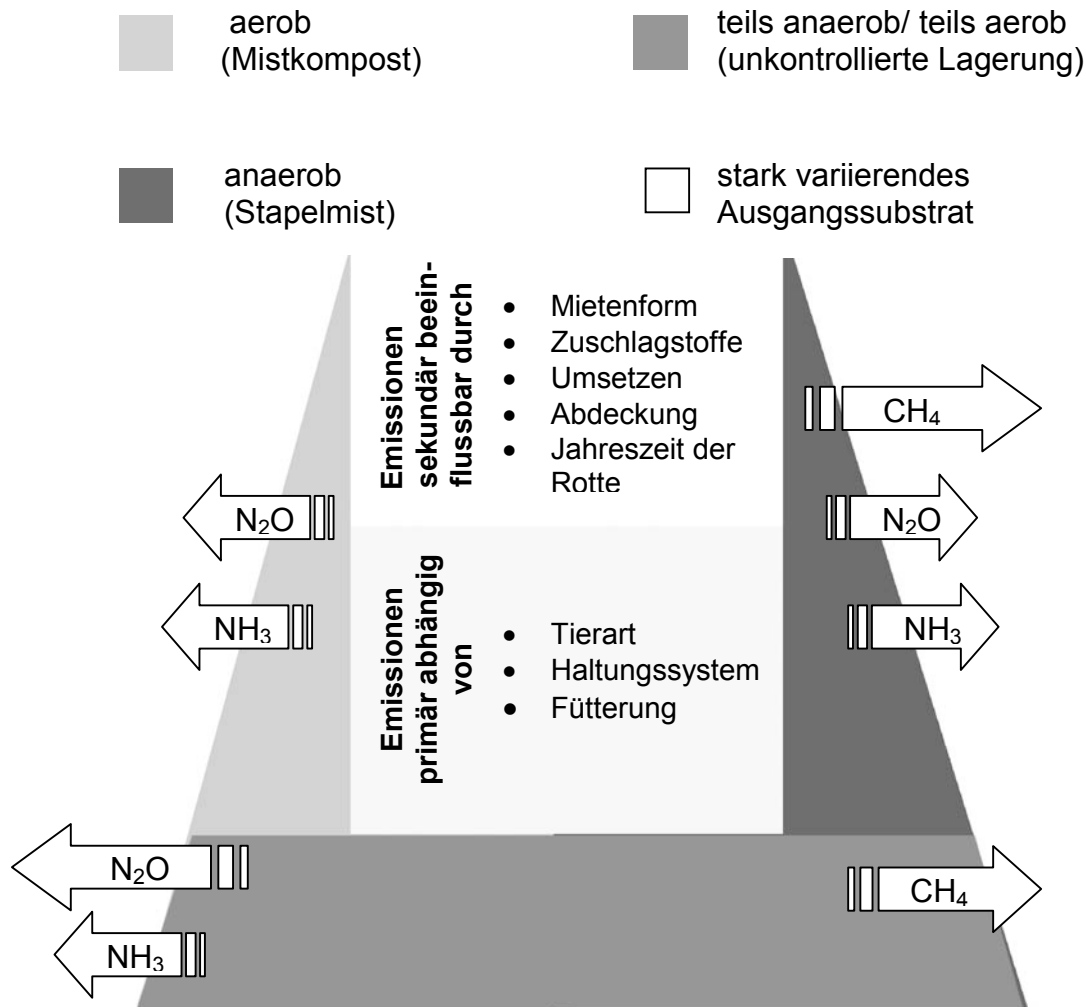 aerob
(Mistkompost)
teils anaerob/ teils aerob
(unkontrollierte Lagerung)
anaerob
(Stapelmist)
stark variierendes
Ausgangssubstrat
Emissionen
sekundär beein-
flussbar durch
• Mietenform
• Zuschlagstoffe
• Umsetzen
• Abdeckung
• Jahreszeit der
Rotte
CH₄
N₂O
N₂O
NH₃
NH₃
Emissionen
primär abhängig
von
• Tierart
• Haltungssystem
• Fütterung
N₂O
CH₄
NH₃